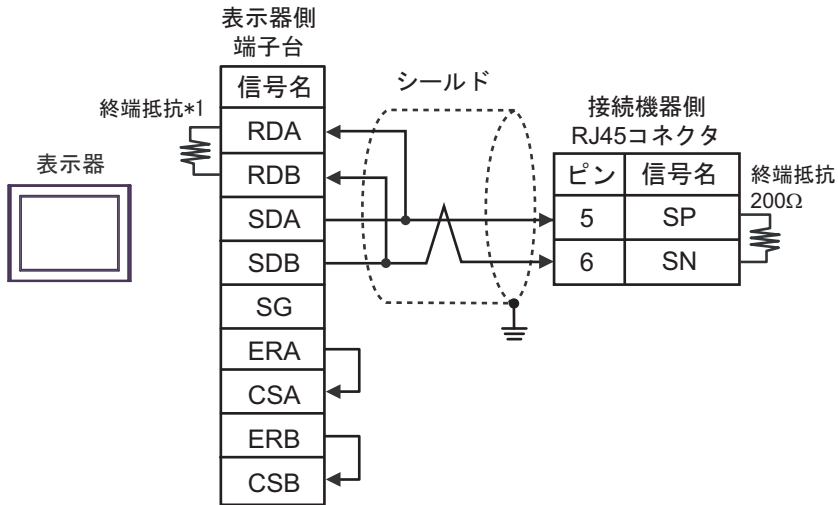 表示器側
端子台
信号名
終端抵抗*1
RDA
RDB
SDA
SDB
SG
ERA
CSA
ERB
CSB
表示器
シールド
接続機器側
RJ45コネクタ
ピン 信号名
5 SP
6 SN
終端抵抗
200Ω